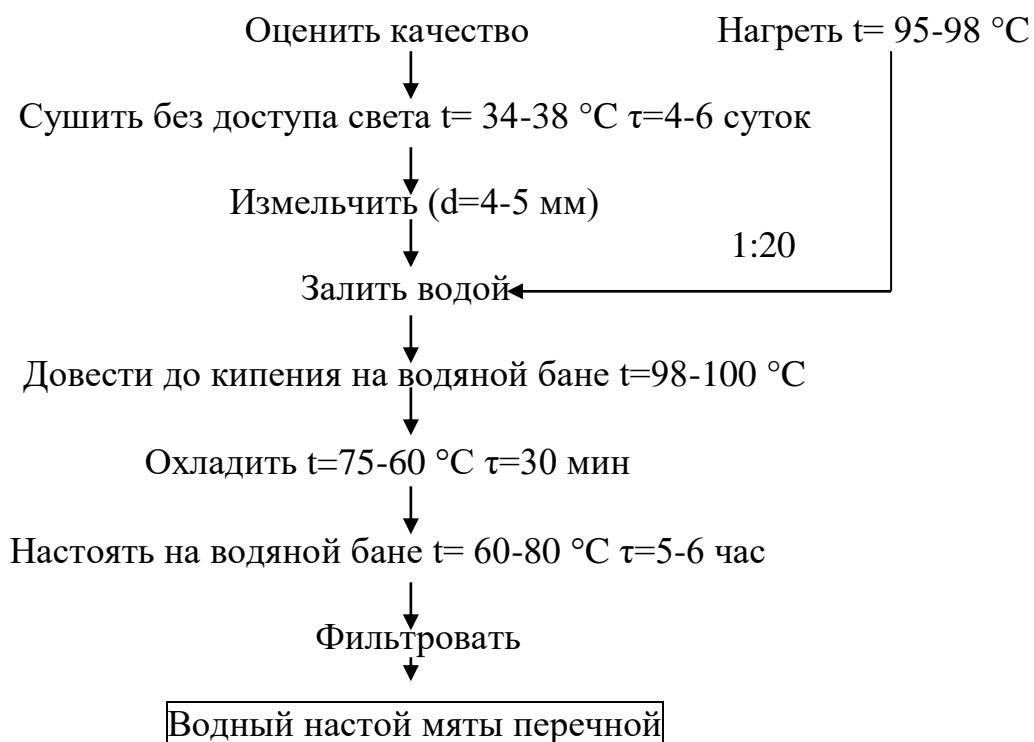 Оценить качество
Нагреть t= 95-98 °С
Сушить без доступа света t= 34-38 °С τ=4-6 суток
Измельчить (d=4-5 мм)
1:20
Залить водой
Довести до кипения на водяной бане t=98-100 °С
Охладить t=75-60 °С τ=30 мин
Настоять на водяной бане t= 60-80 °С τ=5-6 час
Фильтровать
Водный настой мяты перечной